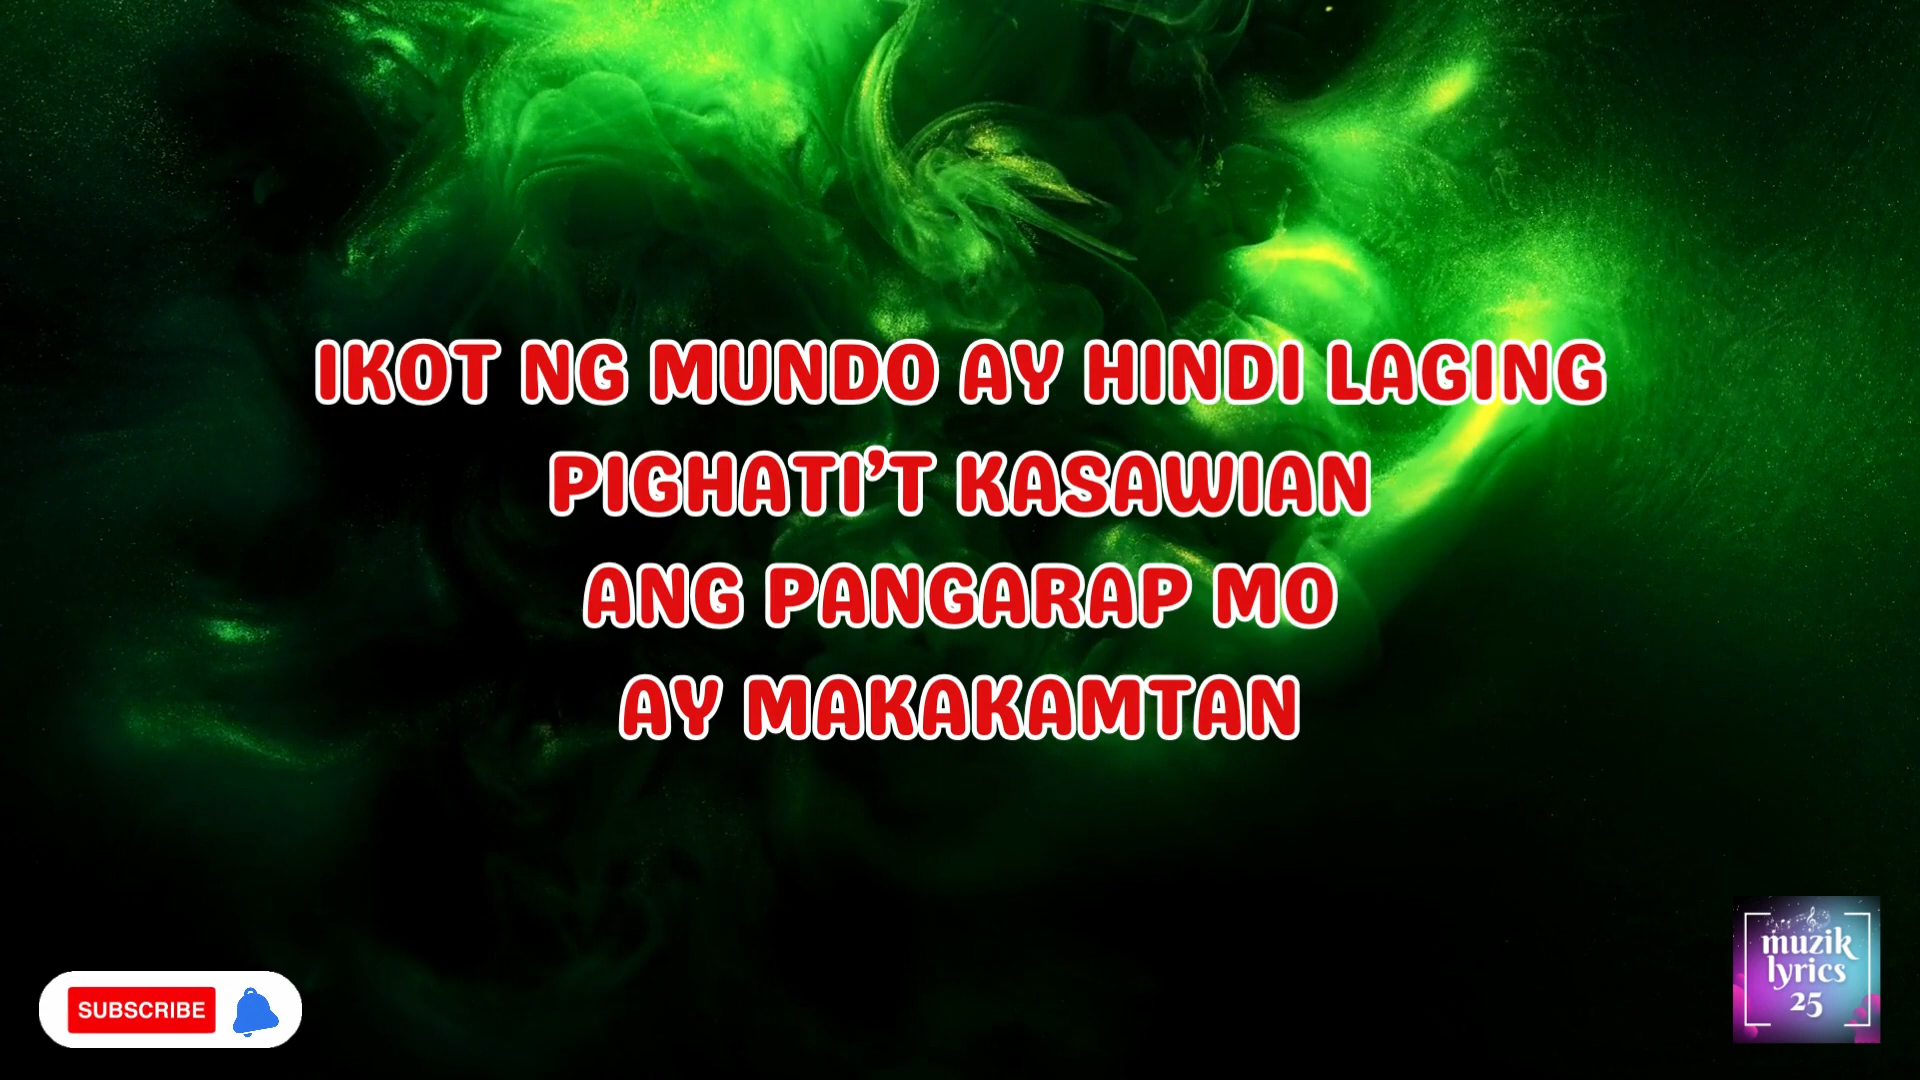 IKOT NG MUNDO AY HINDI LAGING
PIGHATI’T KASAWIAN
ANG PANGARAP MO
AY MAKAKAMTAN
SUBSCRIBE
muzik
lyrics
25